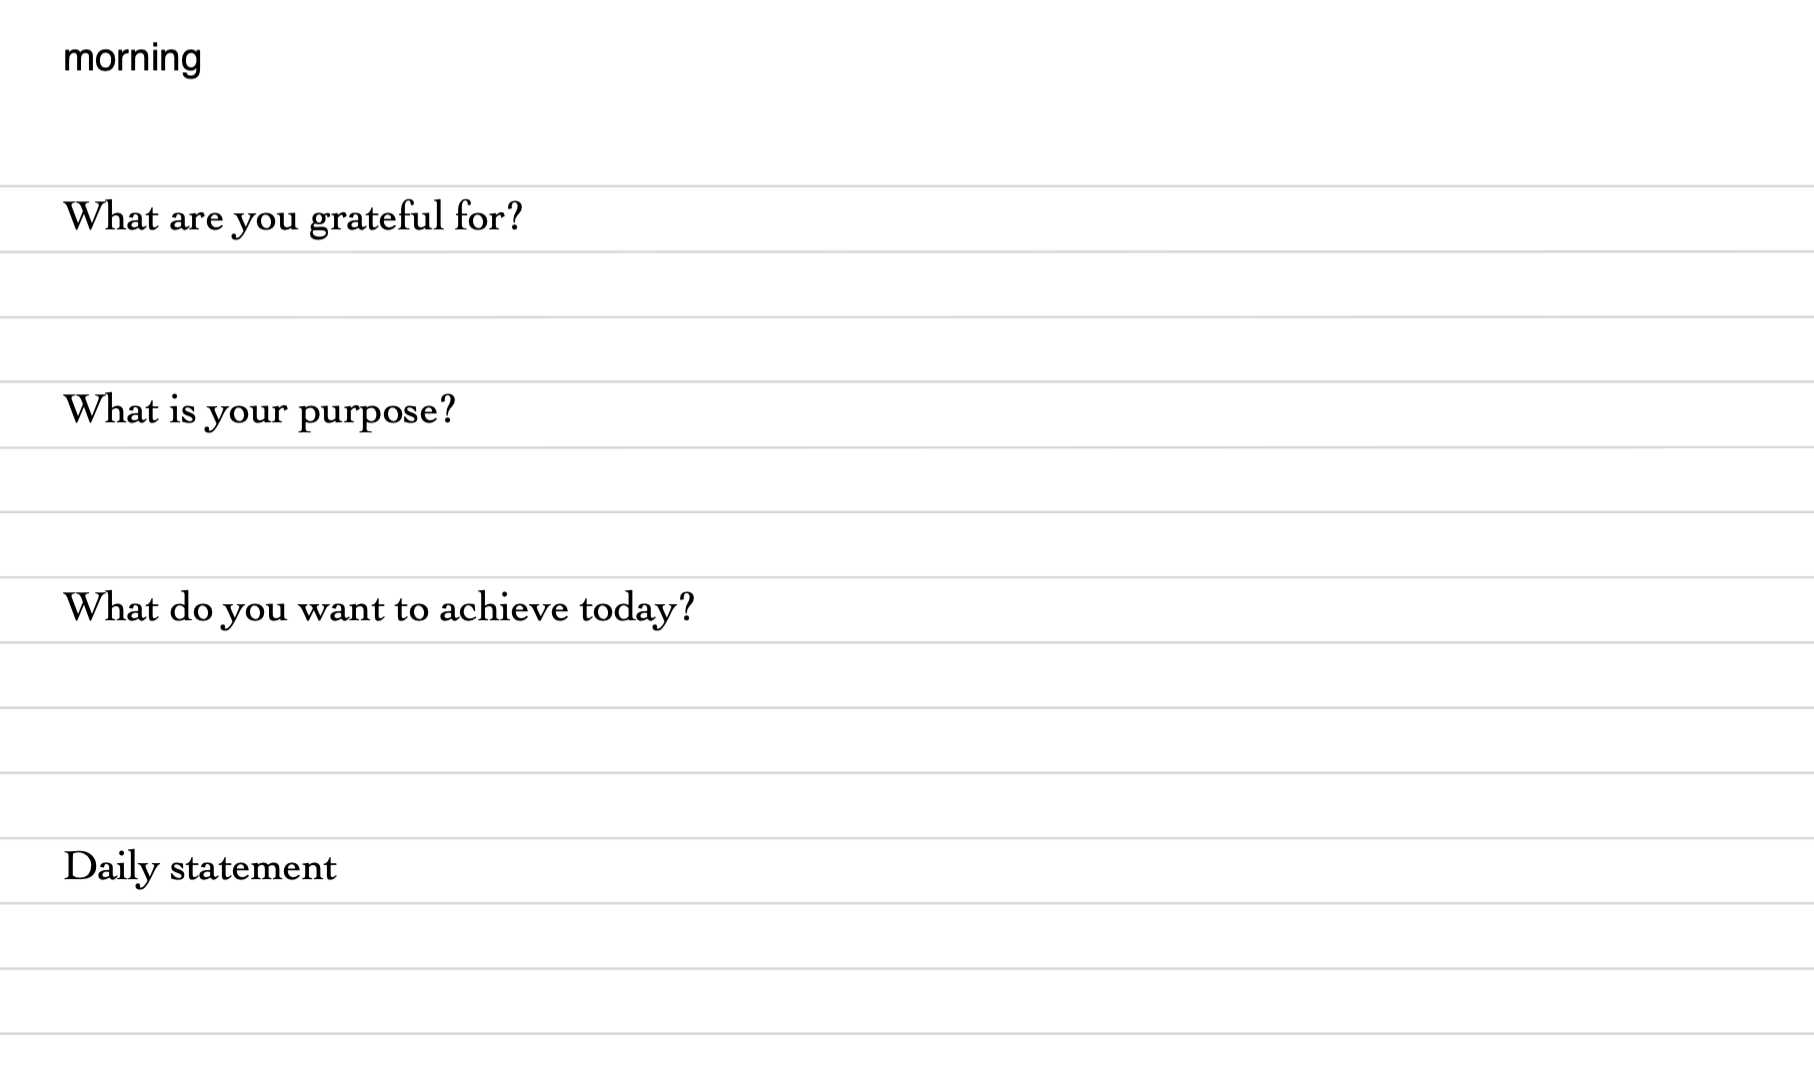 morning
What are you grateful for?
What is your purpose?
What do you want to achieve today?
Daily statement